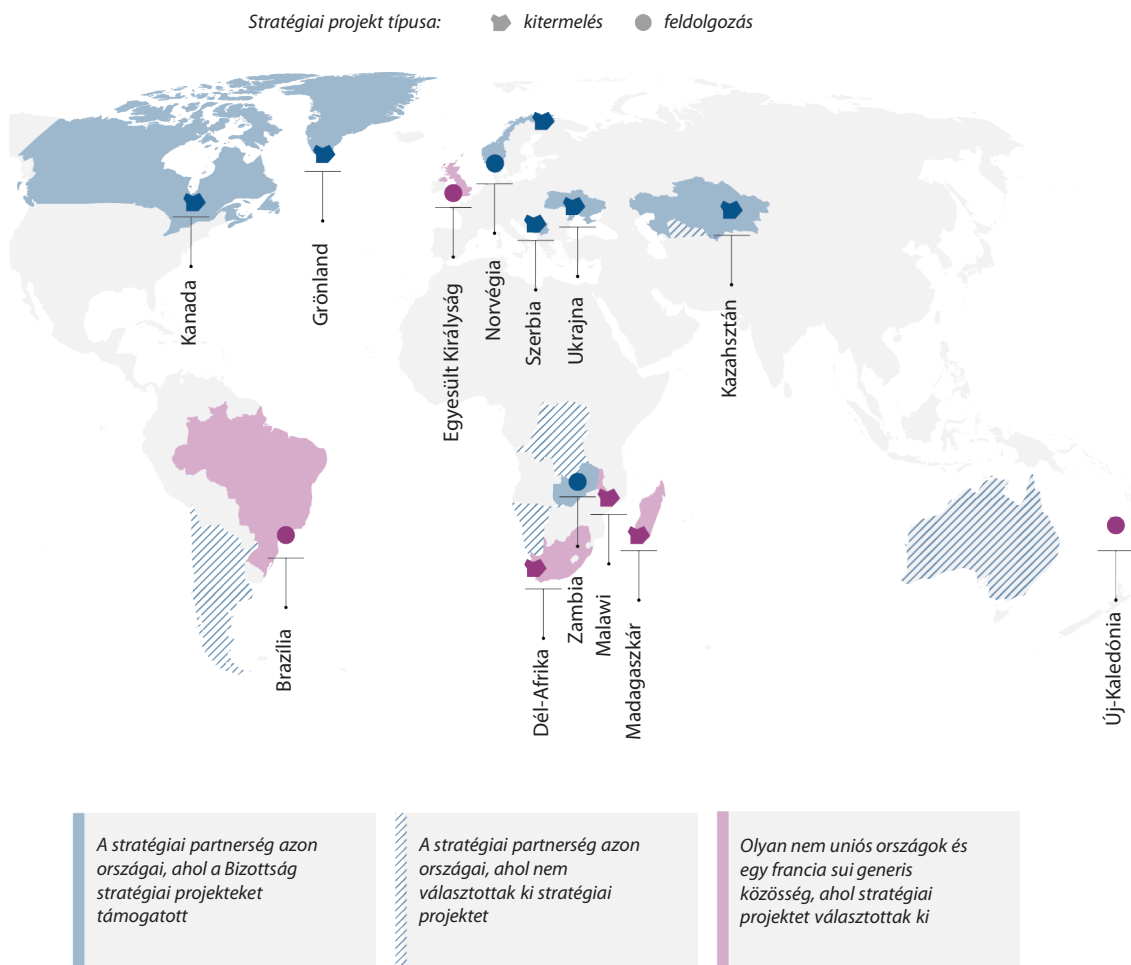 Stratégiai projekt típusa: kitermelés feldolgozás
Kanada
Grönland
Egyesült Királyság
Norvégia
Szerbia
Ukrajna
Kazahsztán
Brazília
Dél-Afrika
Zambia
Malawi
Madagaszkár
Új-Kaledónia
A stratégiai partnerség azon
országai, ahol a Bizottság
stratégiai projekteket
támogatott
A stratégiai partnerség azon
országai, ahol nem
választottak ki stratégiai
projektet
Olyan nem uniós országok és
egy francia sui generis
közösség, ahol stratégiai
projektet választottak ki